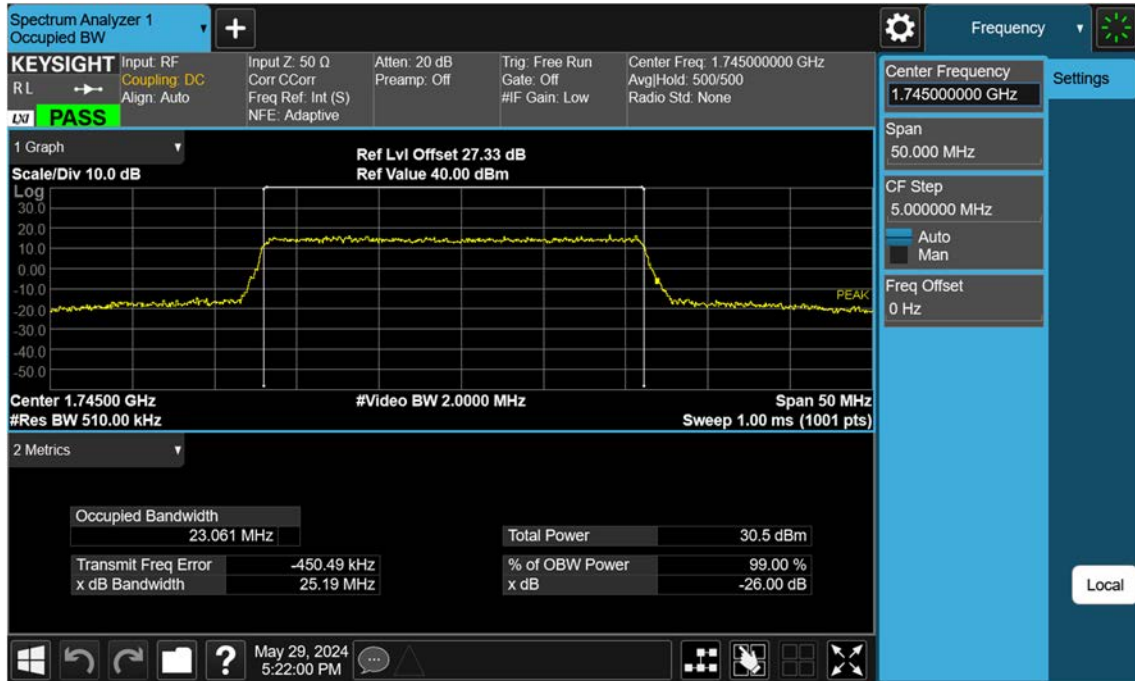 Spectrum Analyzer 1
Occupied BW
+
Frequency
KEYSIGHT
RL
LXI
PASS
Input: RF
Coupling: DC
Align: Auto
Input Z: 50 Ω
Corr CCorr
Freq Ref: Int (S)
NFE: Adaptive
Atten: 20 dB
Preamp: Off
Trig: Free Run
Gate: Off
#IF Gain: Low
Center Freq: 1.745000000 GHz
Avg|Hold: 500/500
Radio Std: None
Center Frequency
1.745000000 GHz
Settings
Span
50.000 MHz
CF Step
5.000000 MHz
Auto
Man
Freq Offset
0 Hz
Local
1 Graph
Scale/Div 10.0 dB
Ref Lvl Offset 27.33 dB
Ref Value 40.00 dBm
Log
30.0
20.0
10.0
0.00
-10.0
-20.0
-30.0
-40.0
-50.0
PEAK
Center 1.74500 GHz
#Video BW 2.0000 MHz
Span 50 MHz
#Res BW 510.00 kHz
Sweep 1.00 ms (1001 pts)
2 Metrics
Occupied Bandwidth
23.061 MHz
Total Power 30.5 dBm
Transmit Freq Error -450.49 kHz
% of OBW Power 99.00 %
x dB Bandwidth 25.19 MHz
x dB -26.00 dB
?
May 29, 2024
5:22:00 PM